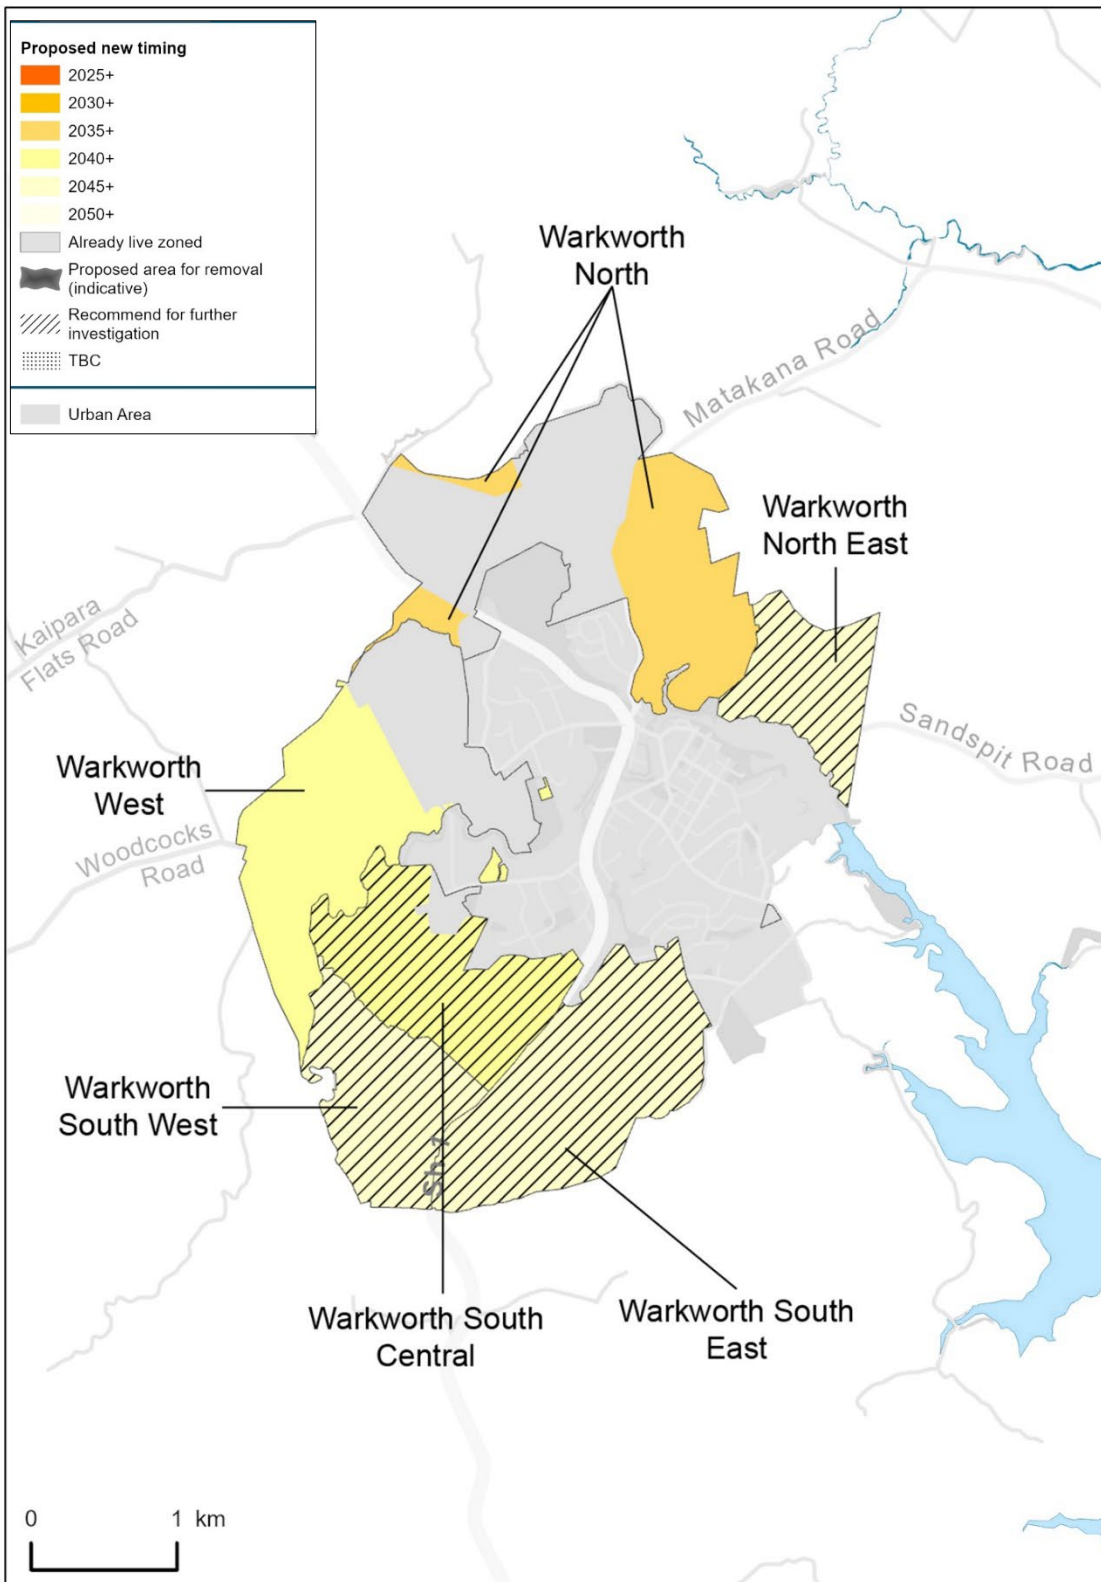 Proposed new timing
2025+
2030+
2035+
2040+
2045+
2050+
Already live zoned
Proposed area for removal
(indicative)
Recommend for further
investigation
TBC
Urban Area
Warkworth
North
Matakana Road
Warkworth
North East
Kaipara
Flats Road
Sandspit Road
Warkworth
West
Woodcocks
Road
Warkworth
South West
Sh 1
Warkworth South
Central
Warkworth South
East
0 1 km